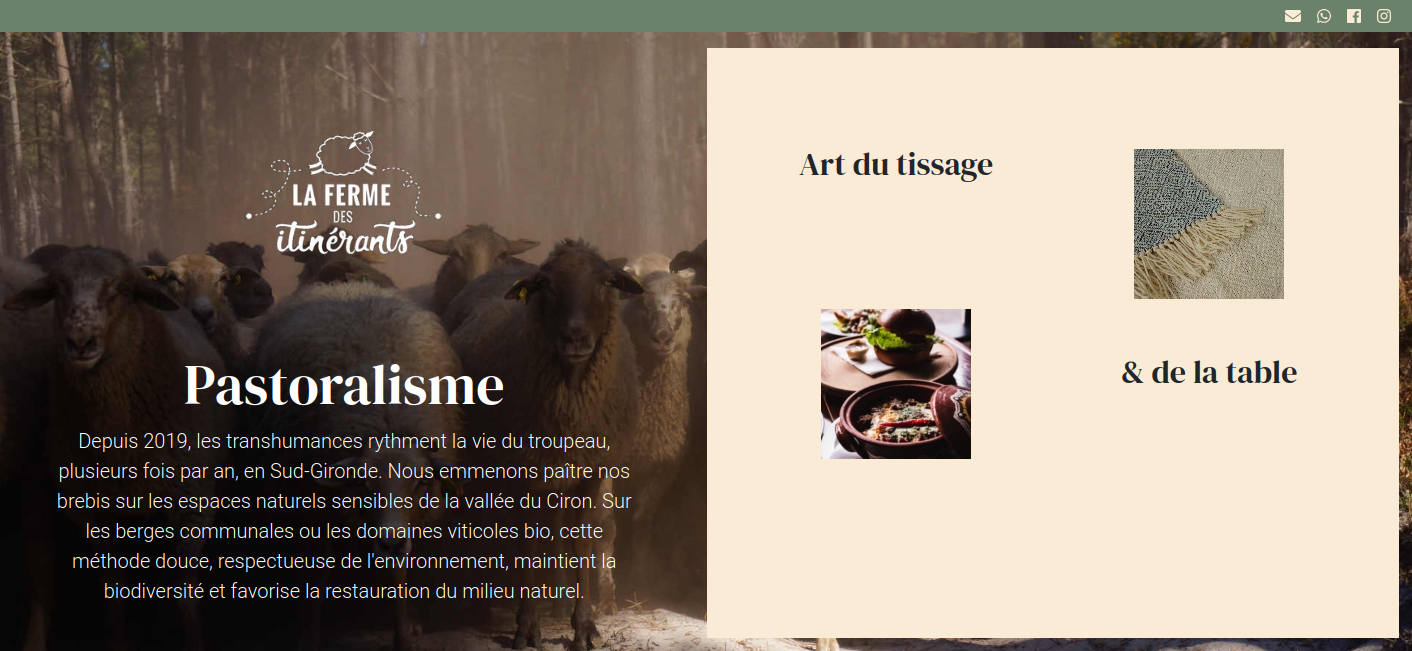 LA FERME
DES
itinérants
Pastoralisme
Depuis 2019, les transhumances rythment la vie du troupeau,
plusieurs fois par an, en Sud-Gironde. Nous emmenons paître nos
brebis sur les espaces naturels sensibles de la vallée du Ciron. Sur
les berges communales ou les domaines viticoles bio, cette
méthode douce, respectueuse de l'environnement, maintient la
biodiversité et favorise la restauration du milieu naturel.
Art du tissage
& de la table